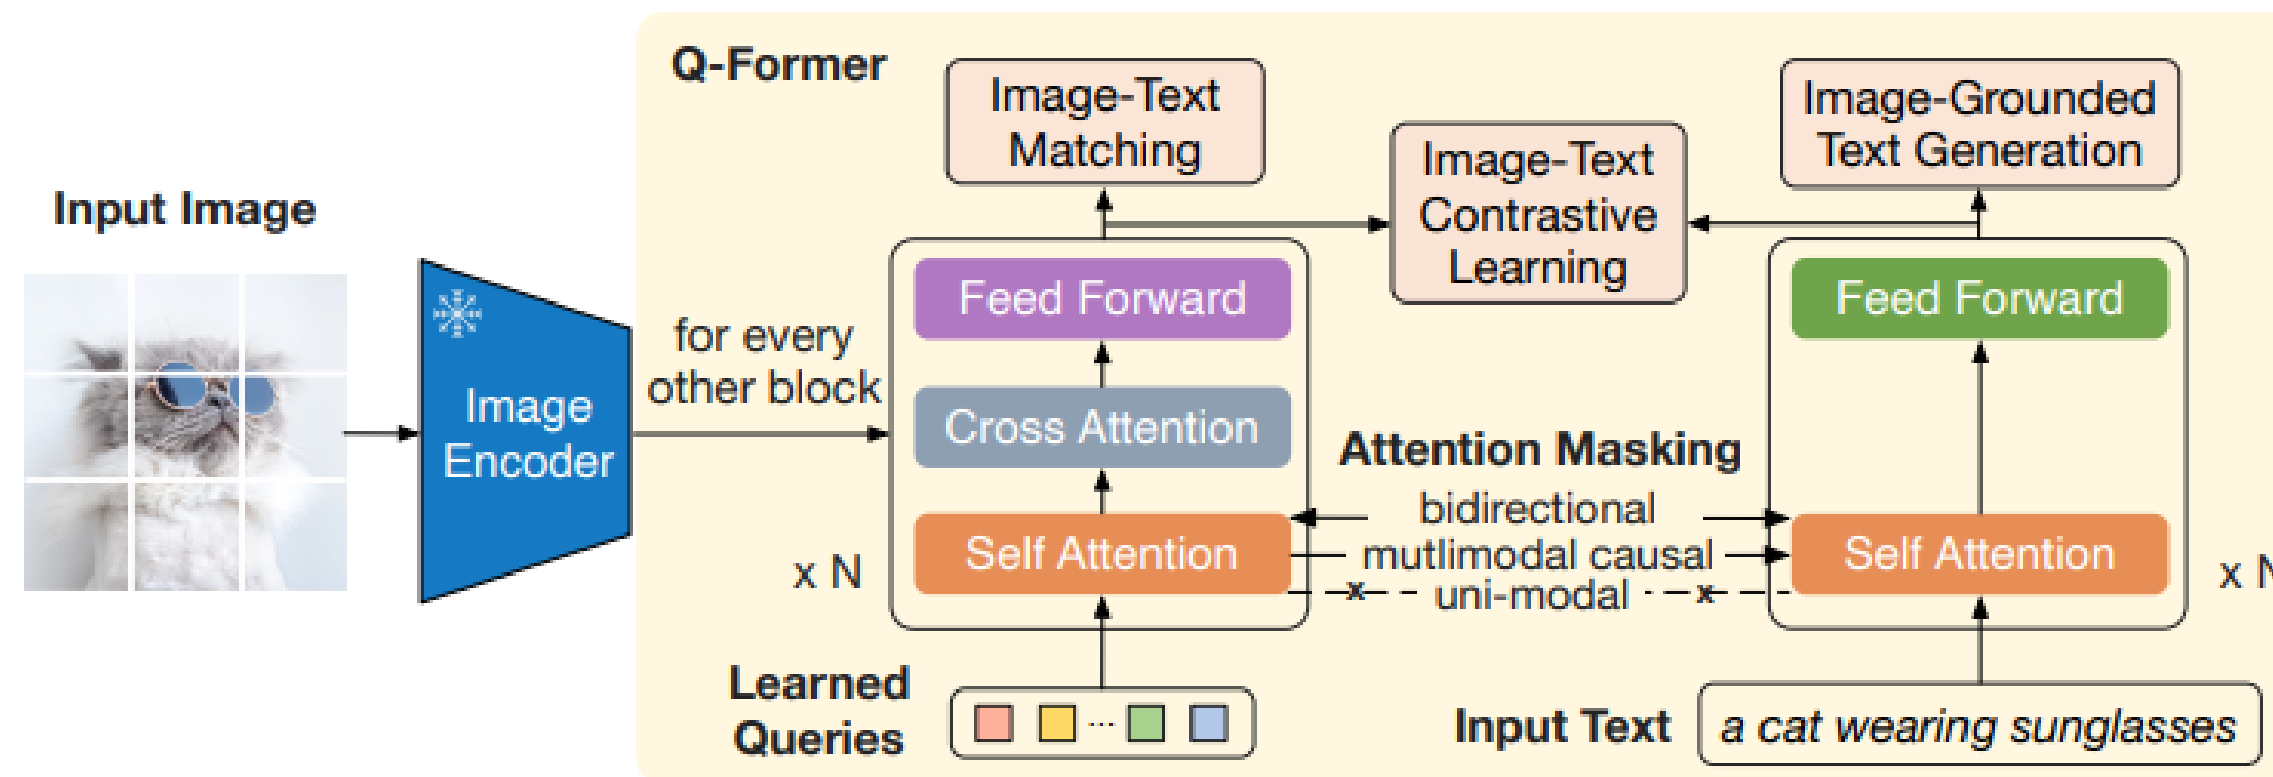 Q-Former
Image-Text
Matching
Image-Grounded
Text Generation
Image-Text
Contrastive
Learning
Input Image
Feed Forward
Feed Forward
for every
other block
Image
Encoder
Cross Attention
Attention Masking
bidirectional
Self Attention
mutlimodal causal
Self Attention
x N
uni-modal
x N
Learned
Queries
...
Input Text
a cat wearing sunglasses